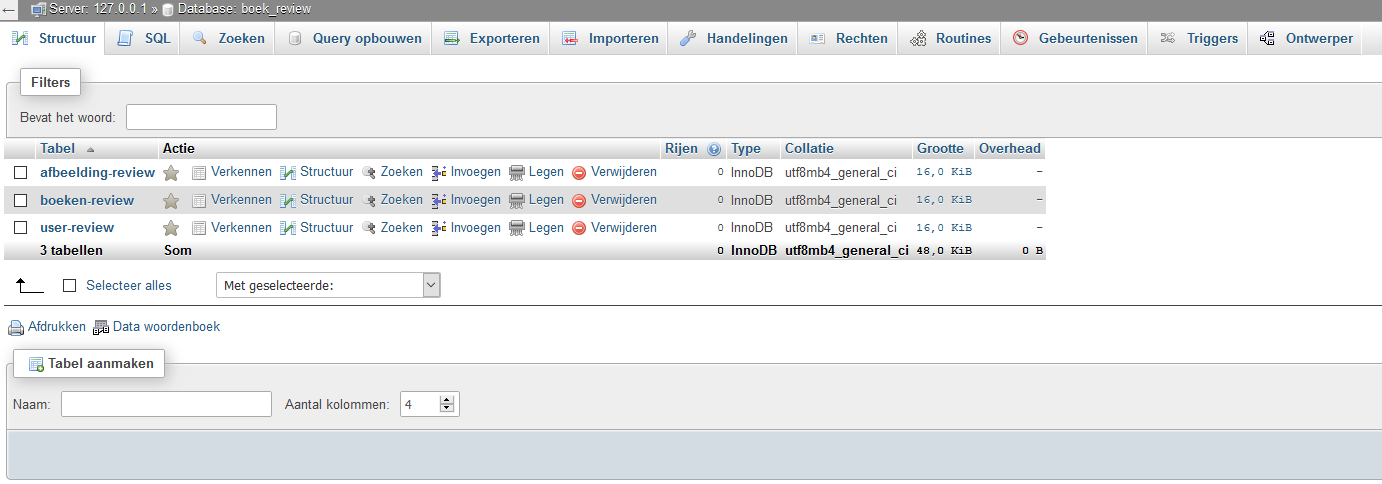 Server: 127.0.0.1 » Database: boek_review
Structuur SQL Zoeken Query opbouwen Exporteren Importeren Handelingen Rechten Routines Gebeurtenissen Triggers Ontwerper
Filters
Bevat het woord:
Tabel Actie Rijen Type Collatie Grootte Overhead
afbeelding-review Verkennen Structuur Zoeken Invoegen Legen Verwijderen 0 InnoDB utf8mb4_general_ci 16,0 KiB -
boeken-review Verkennen Structuur Zoeken Invoegen Legen Verwijderen 0 InnoDB utf8mb4_general_ci 16,0 KiB -
user-review Verkennen Structuur Zoeken Invoegen Legen Verwijderen 0 InnoDB utf8mb4_general_ci 16,0 KiB -
3 tabellen Som 0 InnoDB utf8mb4_general_ci 48,0 KiB 0 B
Selecteer alles Met geselecteerde:
Afdrukken Data woordenboek
Tabel aanmaken
Naam: Aantal kolommen: 4